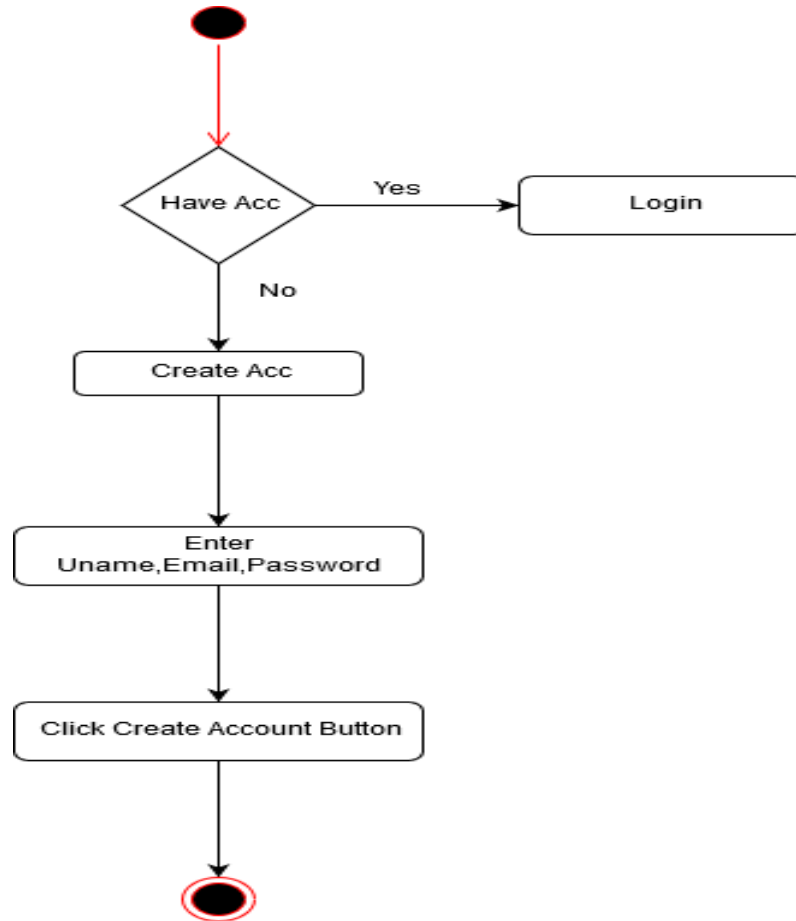 Have Acc
Yes
Login
No
Create Acc
Enter
Uname,Email,Password
Click Create Account Button